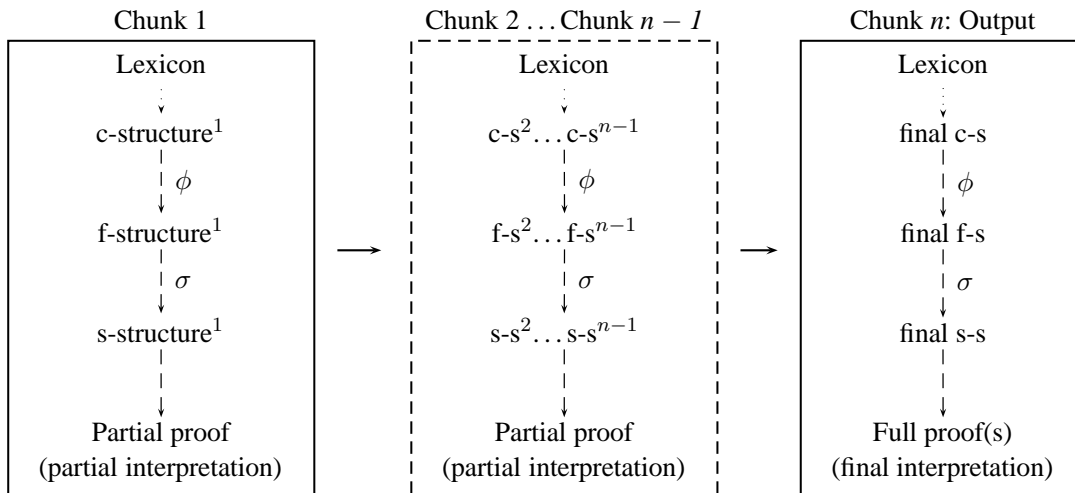 Chunk 1
Lexicon
c-structure¹
ϕ
f-structure¹
σ
s-structure¹
Partial proof
(partial interpretation)
Chunk 2 . . . Chunk n − 1
Lexicon
c-s² . . . c-sⁿ⁻¹
ϕ
f-s² . . . f-sⁿ⁻¹
σ
s-s² . . . s-sⁿ⁻¹
Partial proof
(partial interpretation)
Chunk n: Output
Lexicon
final c-s
ϕ
final f-s
σ
final s-s
Full proof(s)
(final interpretation)